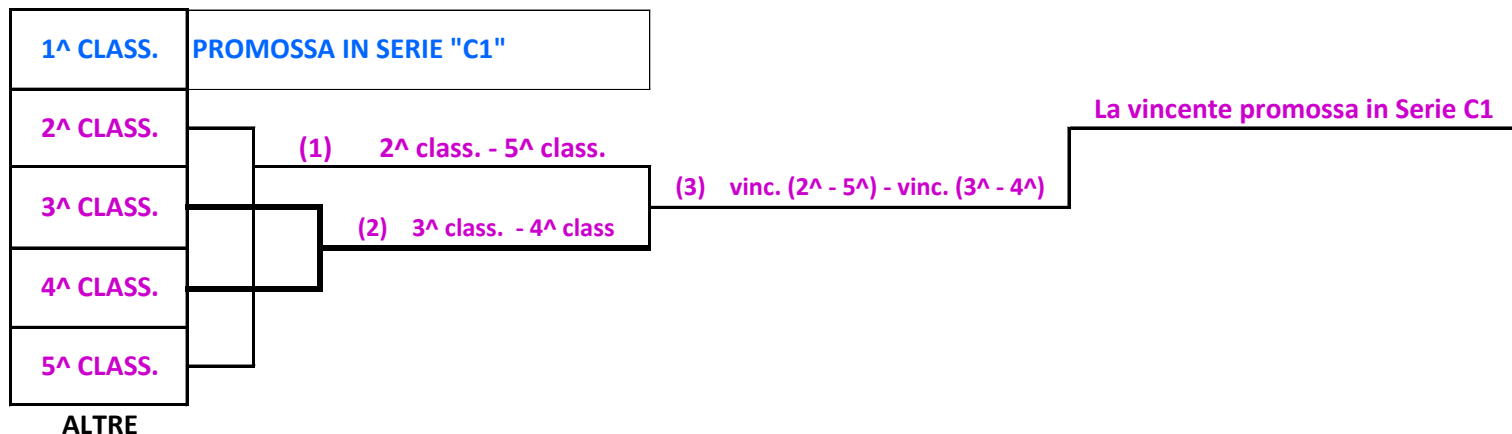 1^ CLASS. PROMOSSA IN SERIE "C1"
2^ CLASS.
La vincente promossa in Serie C1
(1) 2^ class. - 5^ class.
3^ CLASS.
(3) vinc. (2^ - 5^) - vinc. (3^ - 4^)
(2) 3^ class. - 4^ class
4^ CLASS.
5^ CLASS.
ALTRE